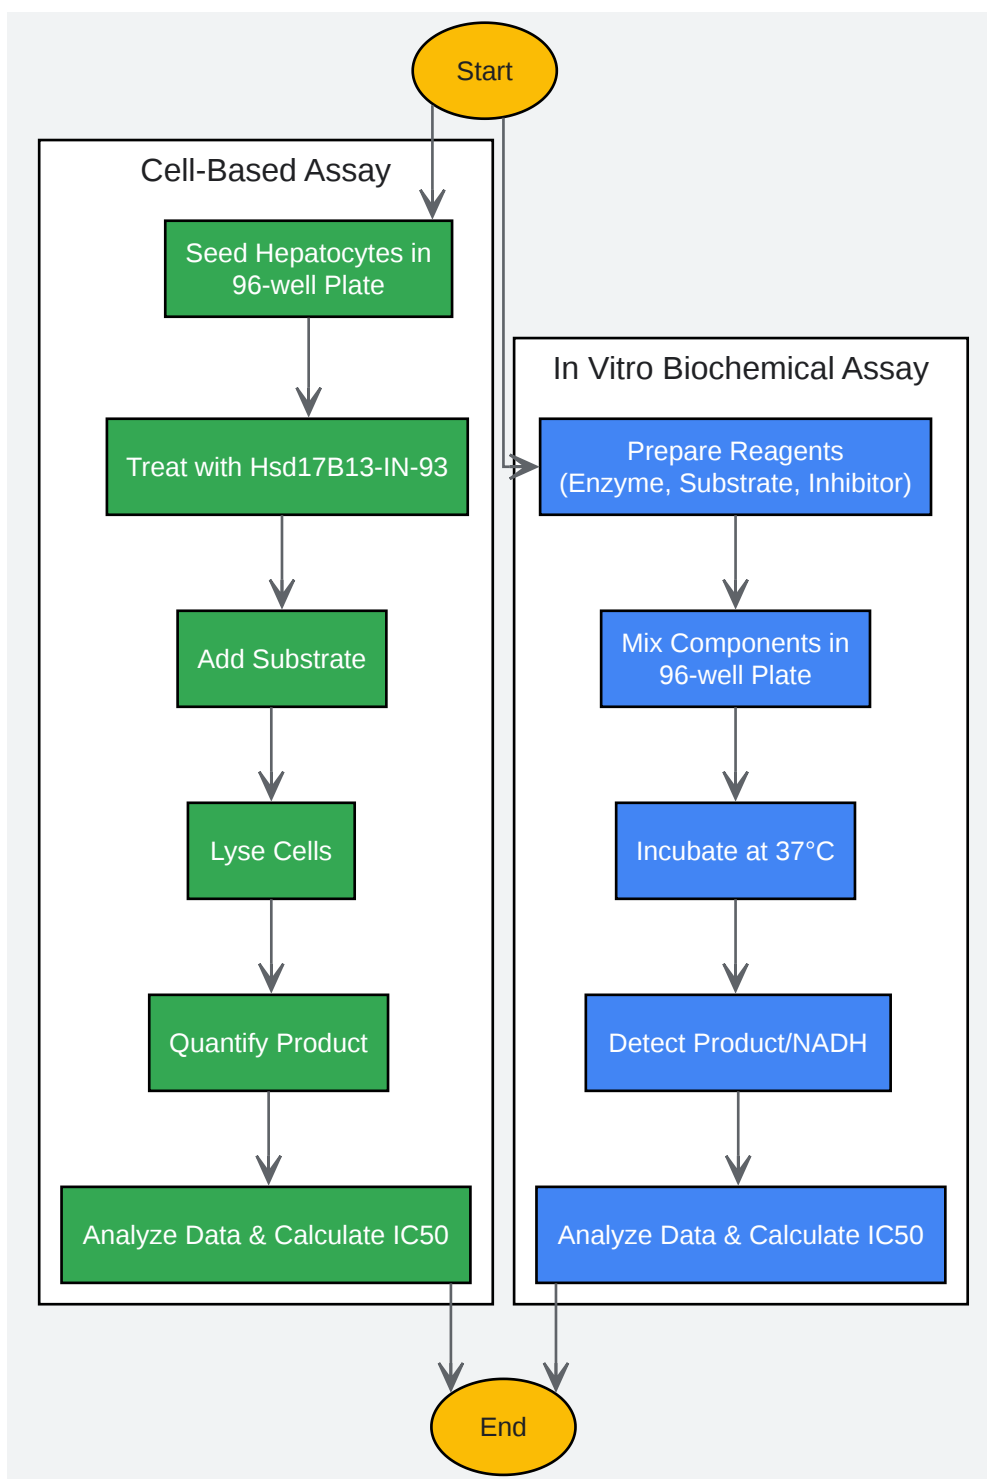 Start
Cell-Based Assay
Seed Hepatocytes in
96-well Plate
Treat with Hsd17B13-IN-93
Add Substrate
Lyse Cells
Quantify Product
Analyze Data & Calculate IC50
In Vitro Biochemical Assay
Prepare Reagents
(Enzyme, Substrate, Inhibitor)
Mix Components in
96-well Plate
Incubate at 37°C
Detect Product/NADH
Analyze Data & Calculate IC50
End